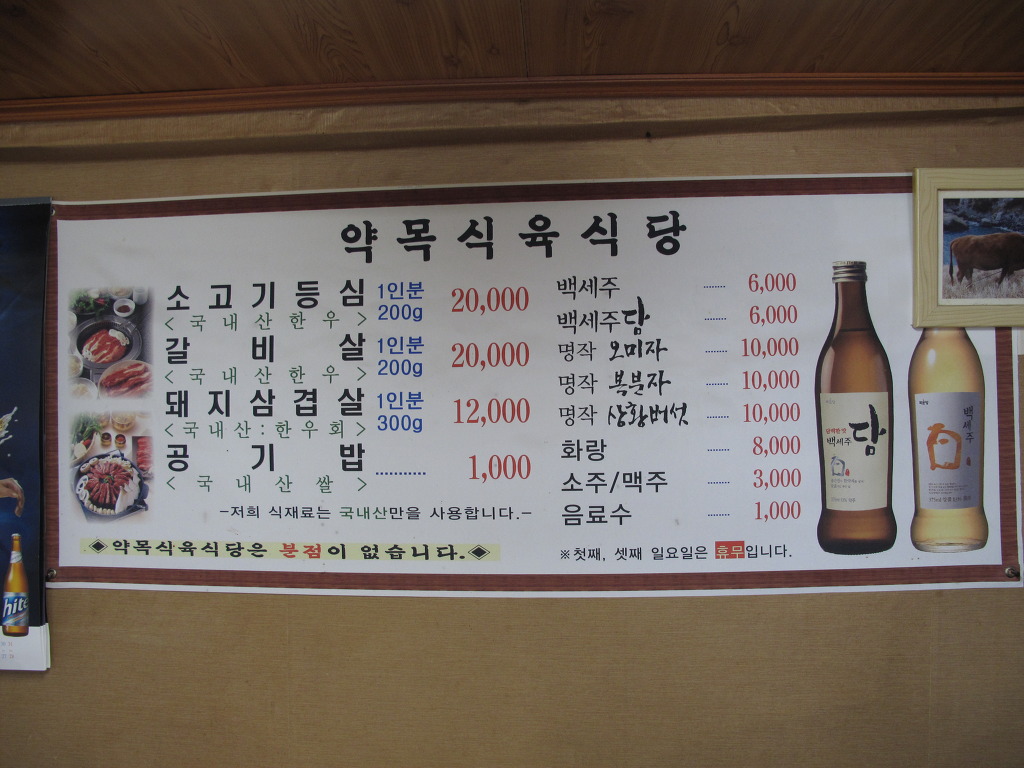 약목식육식당
소고기등심 1인분 200g 20,000
<국내산한우>
갈비살 1인분 200g 20,000
<국내산한우>
돼지삼겹살 1인분 300g 12,000
<국내산:한우회>
공기밥 ............ 1,000
<국내산쌀>
-저희 식재료는 국내산만을 사용합니다.-
◈약목식육식당은 분점이 없습니다.◈
백세주 ........ 6,000
백세주담 ........ 6,000
명작 오미자 ........ 10,000
명작 복분자 ........ 10,000
명작 상황버섯 ........ 10,000
화랑 ........ 8,000
소주/맥주 ........ 3,000
음료수 ........ 1,000
※첫째, 셋째 일요일은 휴무입니다.
백세주 담
백세주
hite